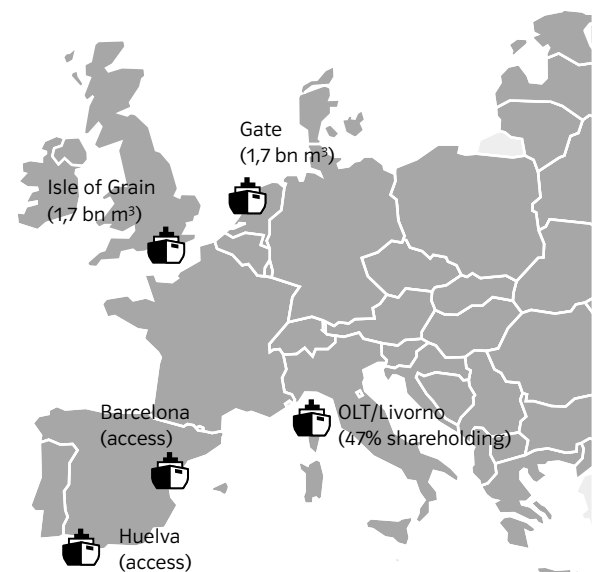 Gate
(1,7 bn m³)
Isle of Grain
(1,7 bn m³)
Barcelona
(access)
OLT/Livorno
(47% shareholding)
Huelva
(access)